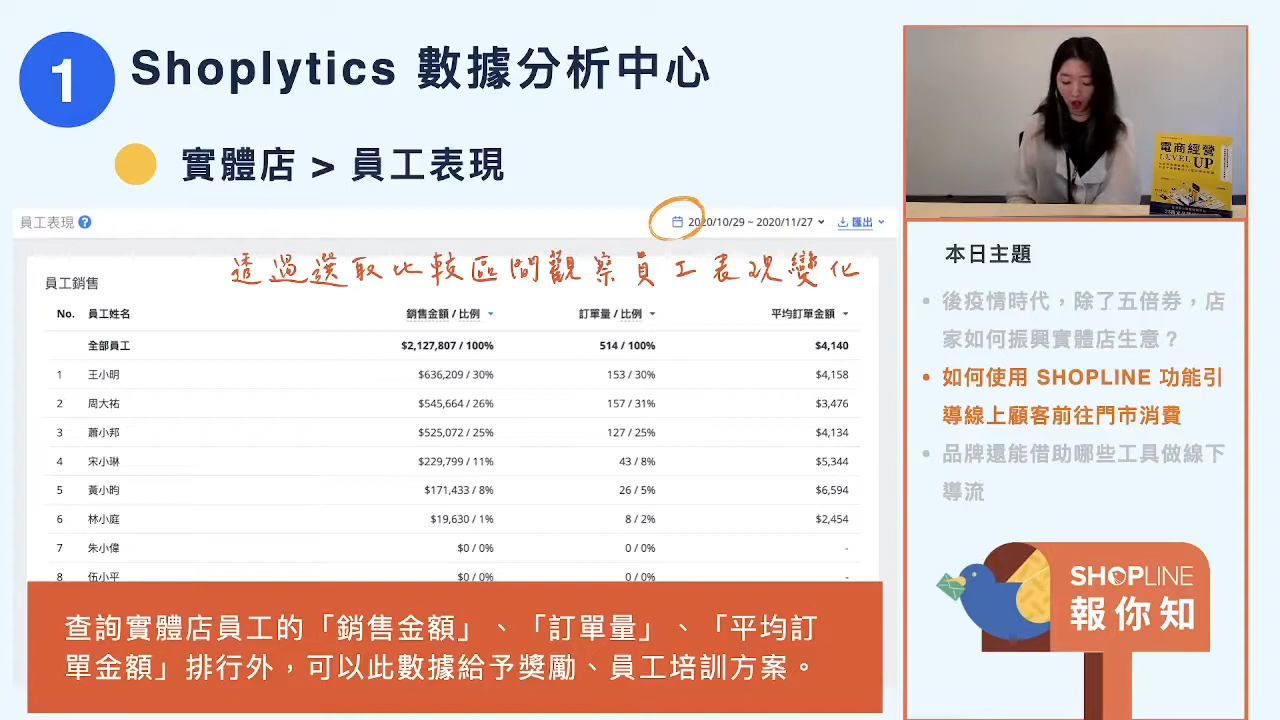 1
Shoplytics 數據分析中心
實體店 > 員工表現
員工表現 ?
2020/10/29 ~ 2020/11/27
匯出
透過選取比較區間觀察員工表現變化
員工銷售
No. 員工姓名 銷售金額 / 比例 訂單量 / 比例 平均訂單金額
全部員工 $2,127,807 / 100% 514 / 100% $4,140
1 王小明 $636,209 / 30% 153 / 30% $4,158
2 周大祐 $545,664 / 26% 157 / 31% $3,476
3 蕭小邦 $525,072 / 25% 127 / 25% $4,134
4 宋小琳 $229,799 / 11% 43 / 8% $5,344
5 黃小昀 $171,433 / 8% 26 / 5% $6,594
6 林小庭 $19,630 / 1% 8 / 2% $2,454
7 朱小偉 $0 / 0% 0 / 0% -
8 伍小平 $0 / 0% 0 / 0% -
查詢實體店員工的「銷售金額」、「訂單量」、「平均訂
單金額」排行外，可以此數據給予獎勵、員工培訓方案。
電商經營
LEVEL UP
本日主題
• 後疫情時代，除了五倍券，店
家如何振興實體店生意？
• 如何使用 SHOPLINE 功能引
導線上顧客前往門市消費
• 品牌還能借助哪些工具做線下
導流
SHOPLINE
報你知